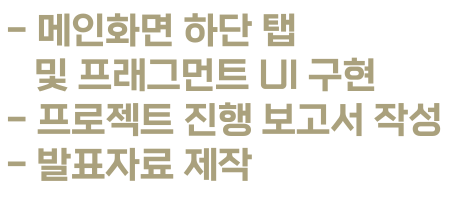 - 메인화면 하단 탭
및 프래그먼트 UI 구현
- 프로젝트 진행 보고서 작성
- 발표자료 제작